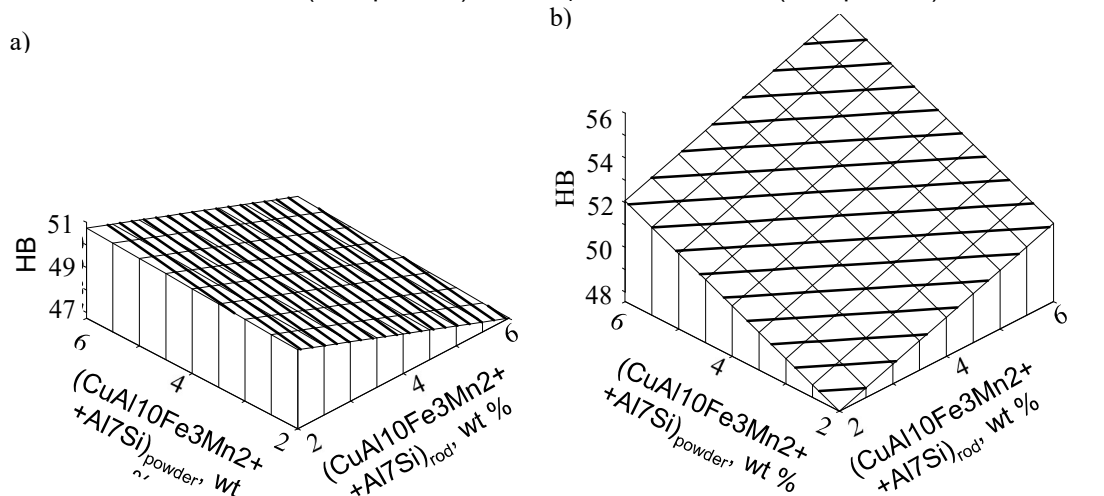 a)
51
HB
49
47
6
4
2
2
4
6
(CuAl10Fe3Mn2+
+Al7Si)powder, wt
(CuAl10Fe3Mn2+
+Al7Si)rod, wt %
b)
56
54
HB
52
50
48
6
4
2
2
4
6
(CuAl10Fe3Mn2+
+Al7Si)powder, wt %
(CuAl10Fe3Mn2+
+Al7Si)rod, wt %